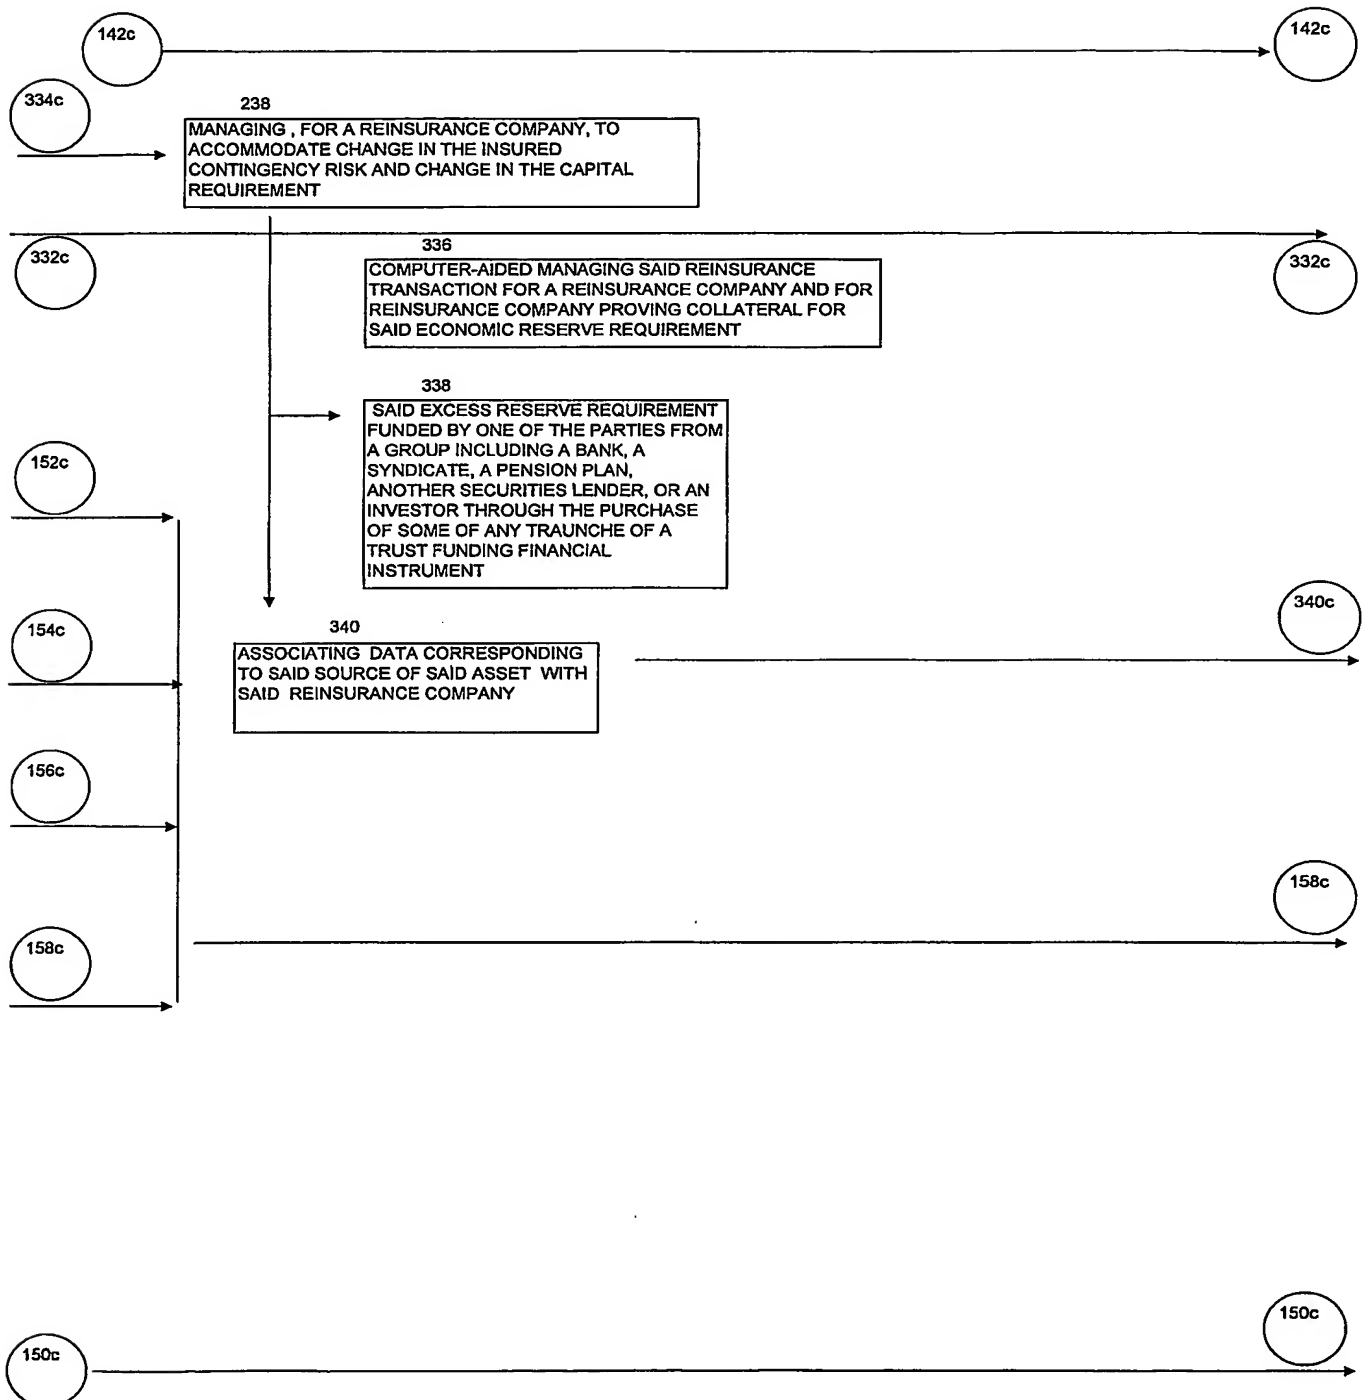 142c
142c
334c
238
MANAGING , FOR A REINSURANCE COMPANY, TO
ACCOMMODATE CHANGE IN THE INSURED
CONTINGENCY RISK AND CHANGE IN THE CAPITAL
REQUIREMENT
332c
332c
336
COMPUTER-AIDED MANAGING SAID REINSURANCE
TRANSACTION FOR A REINSURANCE COMPANY AND FOR
REINSURANCE COMPANY PROVING COLLATERAL FOR
SAID ECONOMIC RESERVE REQUIREMENT
338
SAID EXCESS RESERVE REQUIREMENT
FUNDED BY ONE OF THE PARTIES FROM
A GROUP INCLUDING A BANK, A
SYNDICATE, A PENSION PLAN,
ANOTHER SECURITIES LENDER, OR AN
INVESTOR THROUGH THE PURCHASE
OF SOME OF ANY TRAUNCHE OF A
TRUST FUNDING FINANCIAL
INSTRUMENT
152c
154c
340
ASSOCIATING DATA CORRESPONDING
TO SAID SOURCE OF SAID ASSET WITH
SAID REINSURANCE COMPANY
340c
156c
158c
158c
150c
150c